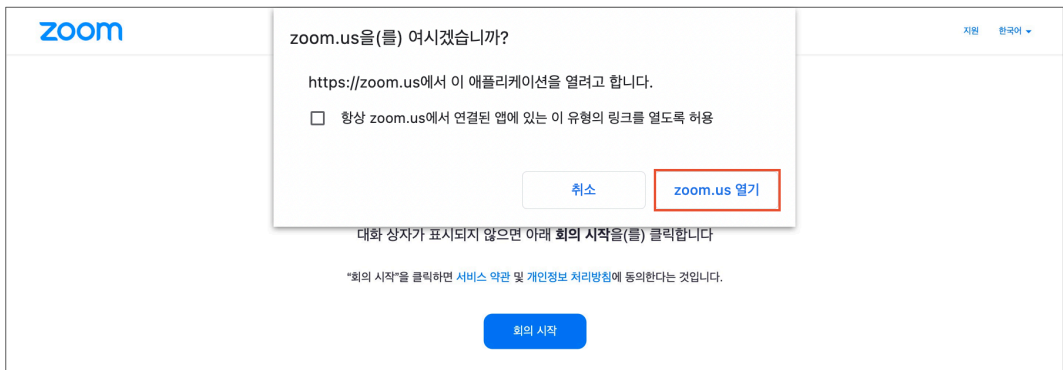 zoom
지원 한국어
zoom.us을(를) 여시겠습니까?
https://zoom.us에서 이 애플리케이션을 열려고 합니다.
항상 zoom.us에서 연결된 앱에 있는 이 유형의 링크를 열도록 허용
취소 zoom.us 열기
대화 상자가 표시되지 않으면 아래 회의 시작을(를) 클릭합니다
“회의 시작”을 클릭하면 서비스 약관 및 개인정보 처리방침에 동의한다는 것입니다.
회의 시작